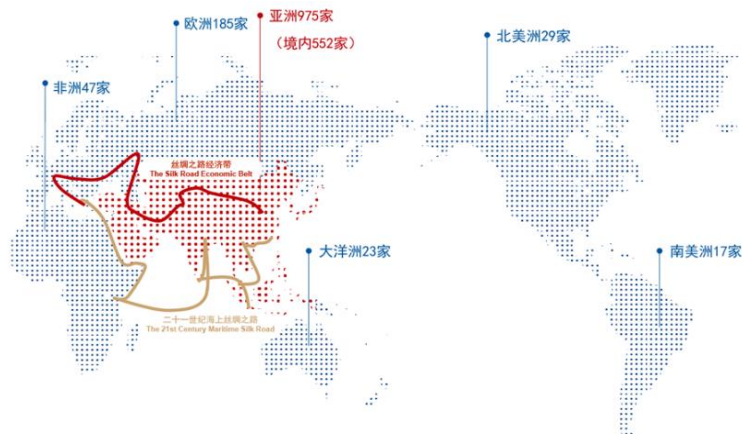 欧洲185家
亚洲975家
（境内552家）
北美洲29家
非洲47家
丝绸之路经济带
The Silk Road Economic Belt
大洋洲23家
南美洲17家
二十一世纪海上丝绸之路
The 21st Century Maritime Silk Road